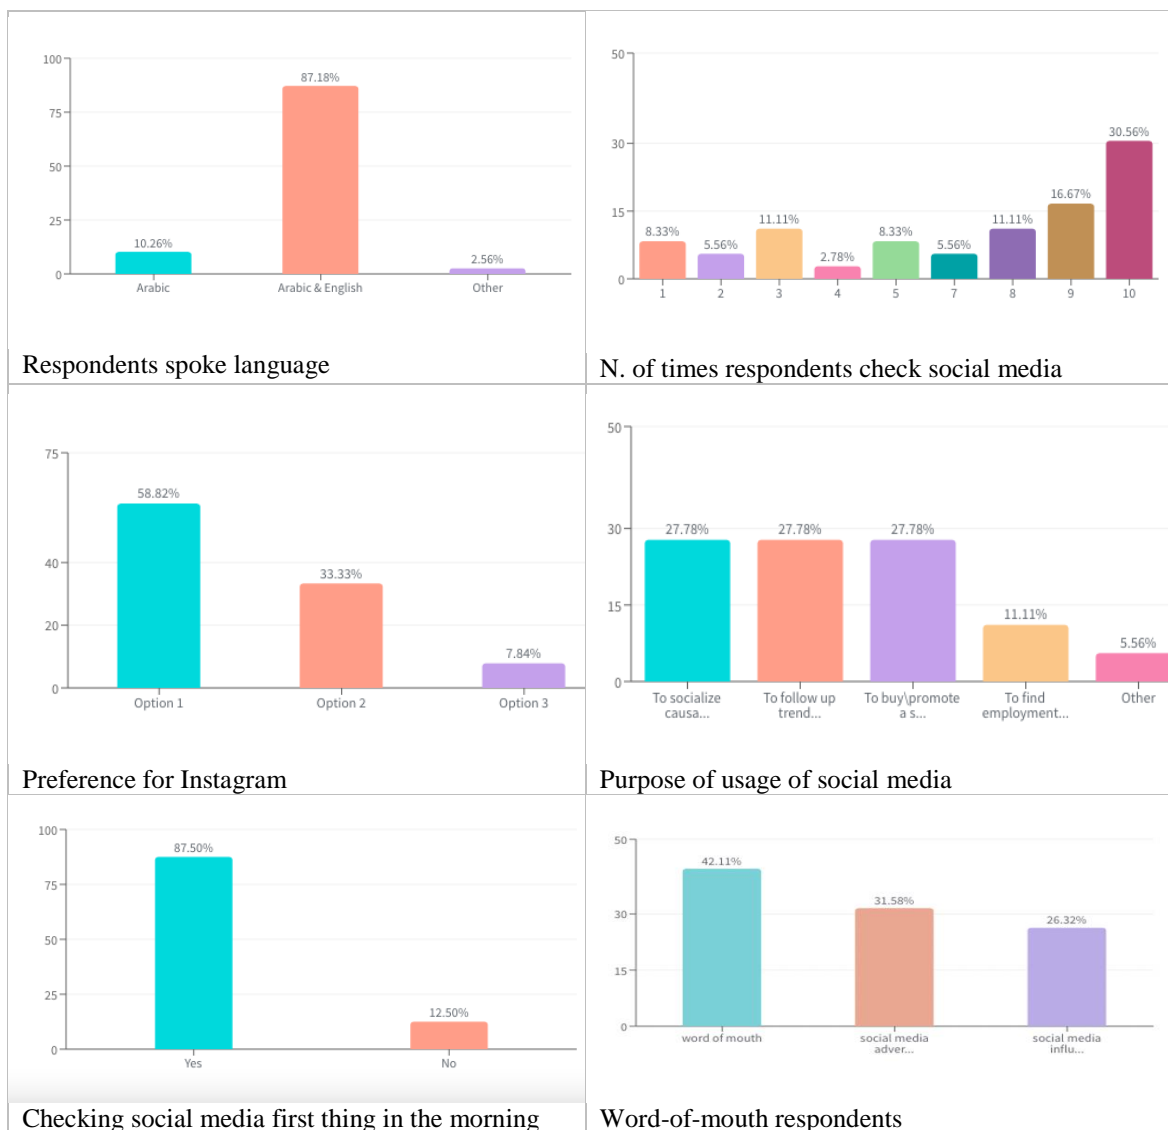 100
75
50
25
0
10.26%
87.18%
2.56%
Arabic
Arabic & English
Other
Respondents spoke language
50
30
15
0
8.33%
5.56%
11.11%
2.78%
8.33%
5.56%
11.11%
16.67%
30.56%
1
2
3
4
5
7
8
9
10
N. of times respondents check social media
75
40
20
0
58.82%
33.33%
7.84%
Option 1
Option 2
Option 3
Preference for Instagram
50
30
15
0
27.78%
27.78%
27.78%
11.11%
5.56%
To socialize
causa...
To follow up
trend...
To buy\promote
a s...
To find
employment...
Other
Purpose of usage of social media
100
75
50
25
0
87.50%
12.50%
Yes
No
Checking social media first thing in the morning
50
30
15
0
42.11%
31.58%
26.32%
word of mouth
social media
adver...
social media
influ...
Word-of-mouth respondents